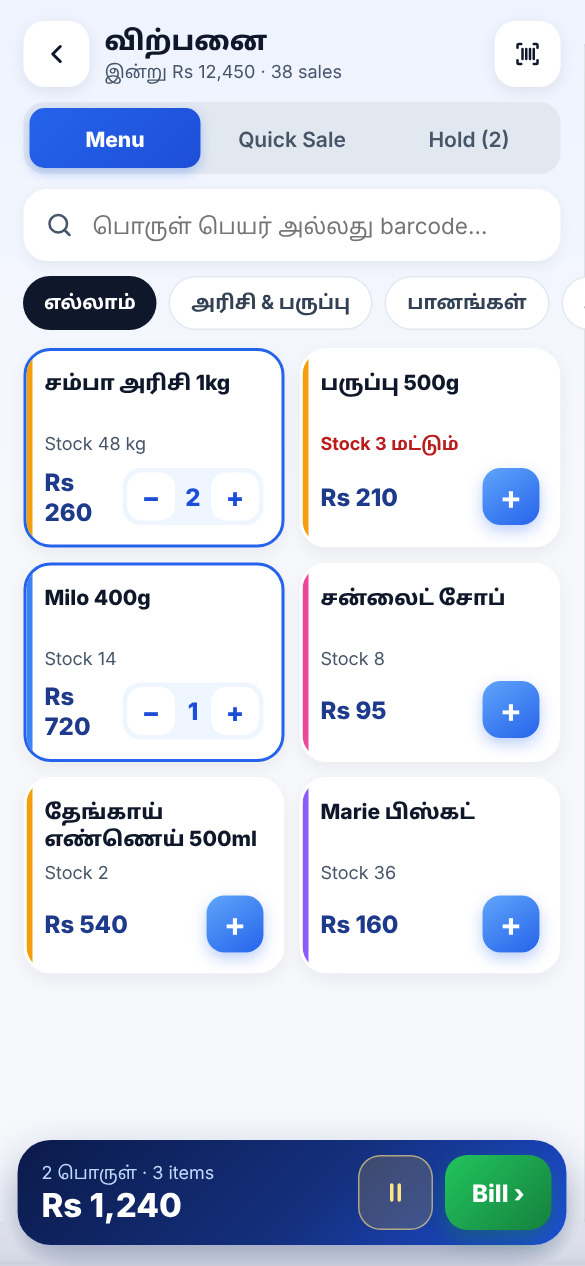 விற்பனை
இன்று Rs 12,450 · 38 sales
Menu
Quick Sale
Hold (2)
பொருள் பெயர் அல்லது barcode...
எல்லாம்
அரிசி & பருப்பு
பானங்கள்
சம்பா அரிசி 1kg
Stock 48 kg
Rs
260
− 2 +
பருப்பு 500g
Stock 3 மட்டும்
Rs 210
+
Milo 400g
Stock 14
Rs
720
− 1 +
சன்லைட் சோப்
Stock 8
Rs 95
+
தேங்காய்
எண்ணெய் 500ml
Stock 2
Rs 540
+
Marie பிஸ்கட்
Stock 36
Rs 160
+
2 பொருள் · 3 items
Rs 1,240
Bill ›